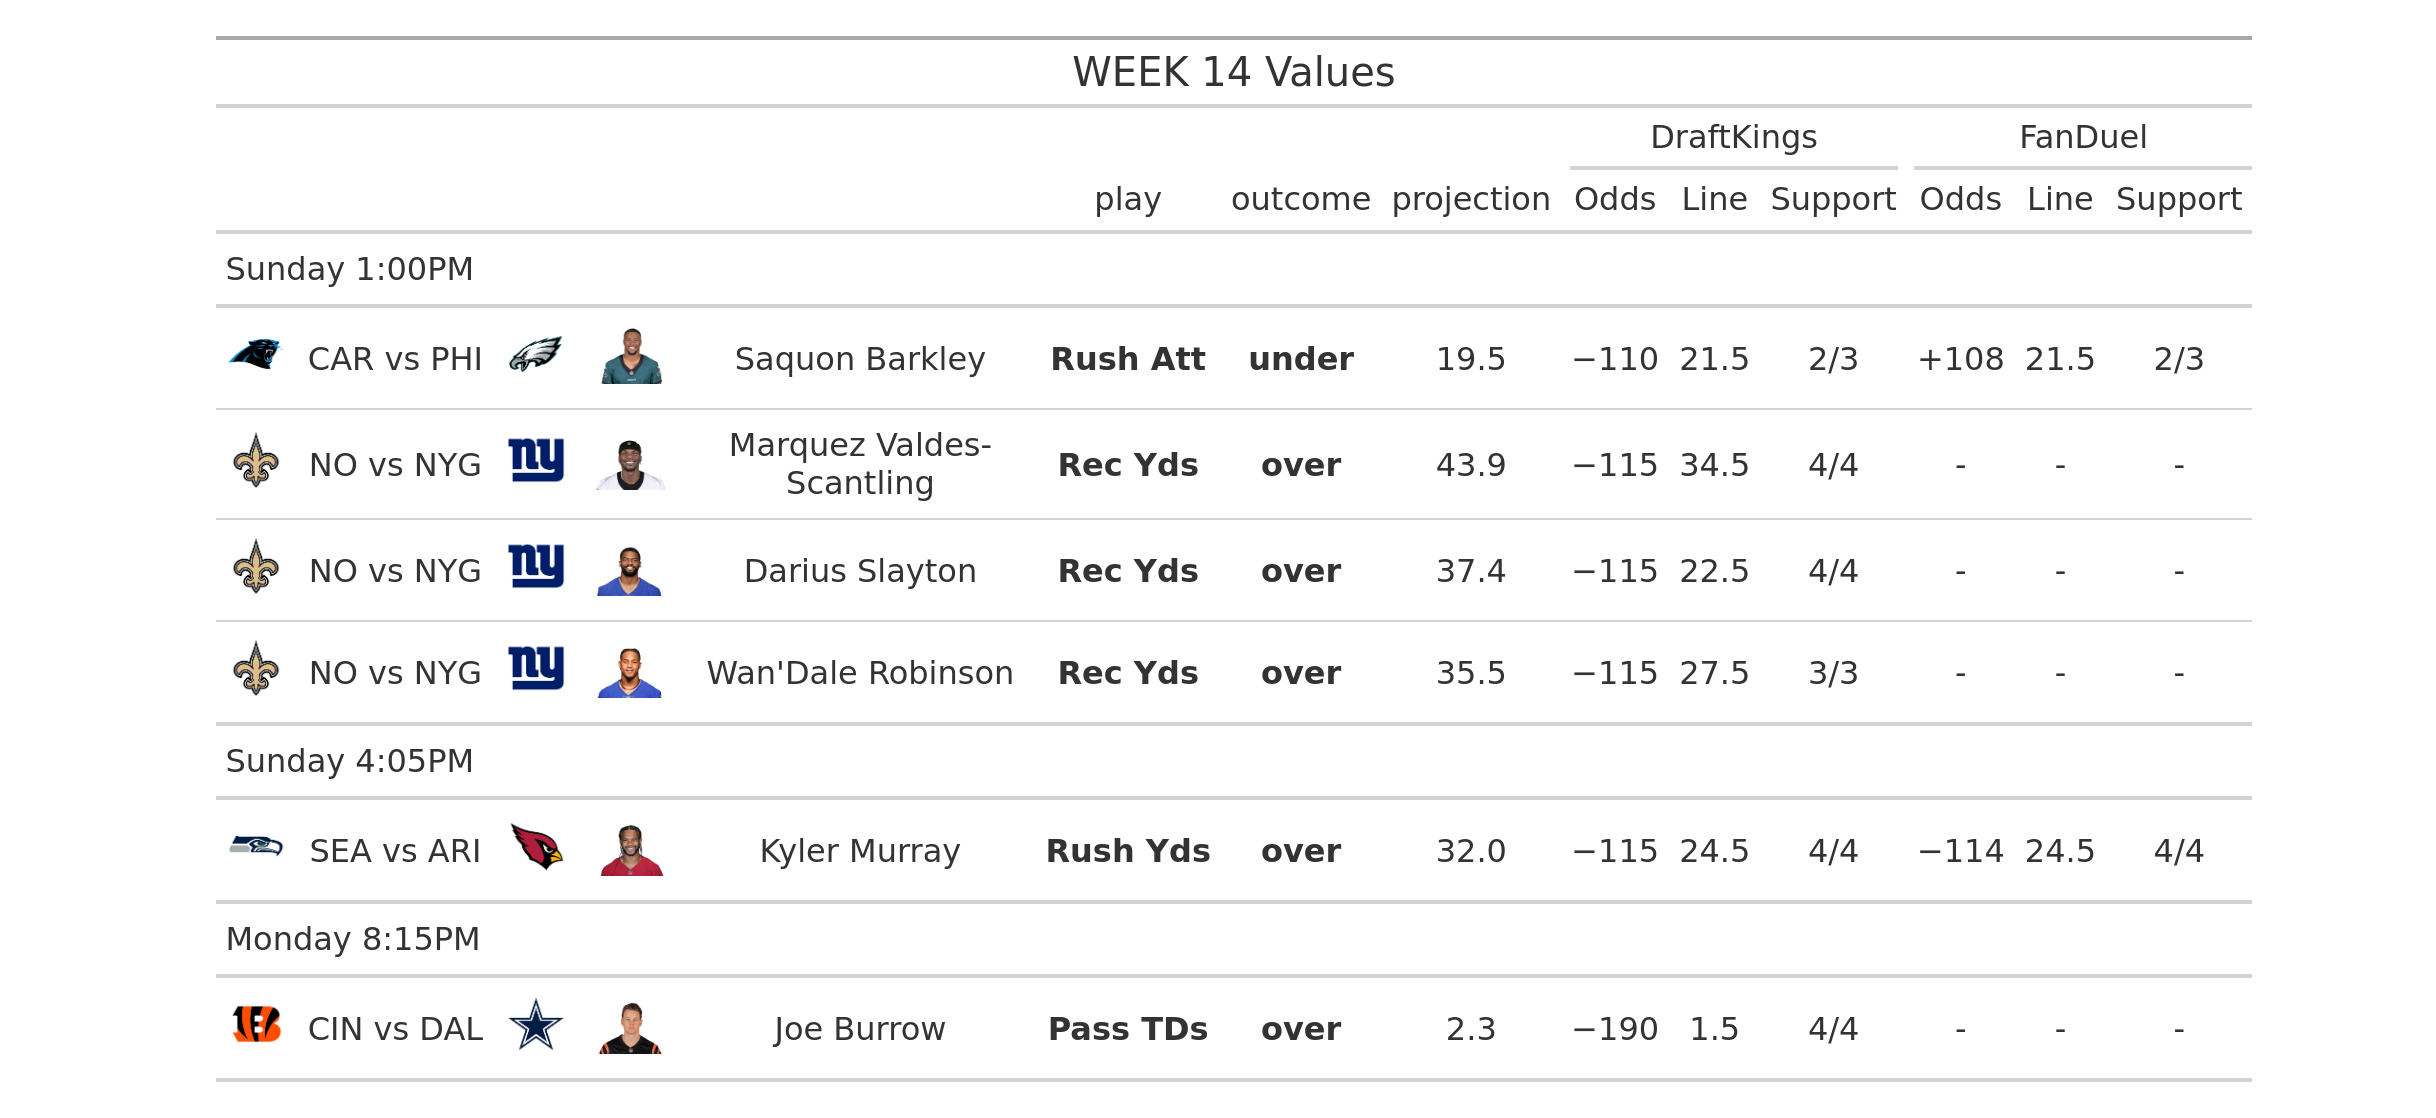 WEEK 14 Values
DraftKings FanDuel
play outcome projection Odds Line Support Odds Line Support
Sunday 1:00PM
CAR vs PHI Saquon Barkley Rush Att under 19.5 −110 21.5 2/3 +108 21.5 2/3
NO vs NYG ny Marquez Valdes-
Scantling Rec Yds over 43.9 −115 34.5 4/4 - - -
NO vs NYG ny Darius Slayton Rec Yds over 37.4 −115 22.5 4/4 - - -
NO vs NYG ny Wan'Dale Robinson Rec Yds over 35.5 −115 27.5 3/3 - - -
Sunday 4:05PM
SEA vs ARI Kyler Murray Rush Yds over 32.0 −115 24.5 4/4 −114 24.5 4/4
Monday 8:15PM
CIN vs DAL Joe Burrow Pass TDs over 2.3 −190 1.5 4/4 - - -